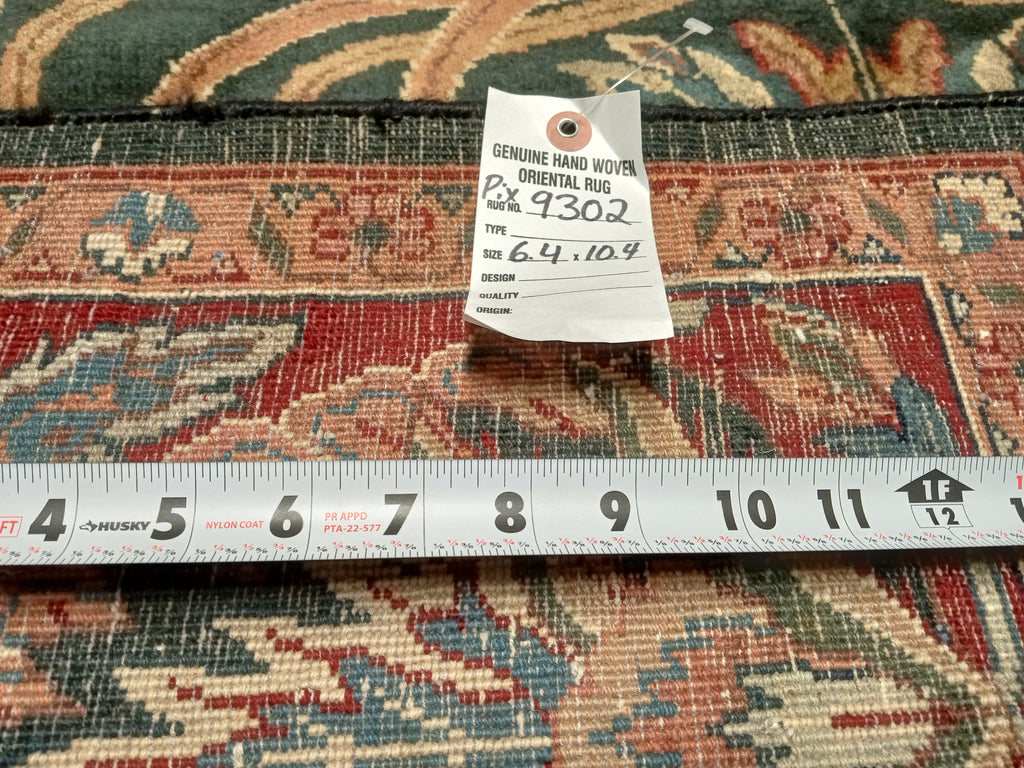 GENUINE HAND WOVEN
ORIENTAL RUG
Pix
RUG NO. 9302
TYPE
SIZE 6.4 x 10.4
DESIGN
QUALITY
ORIGIN:
FT 4 HUSKY 5 NYLON COAT 6 PR APPD PTA-22-577 7 8 9 10 11 1F 12